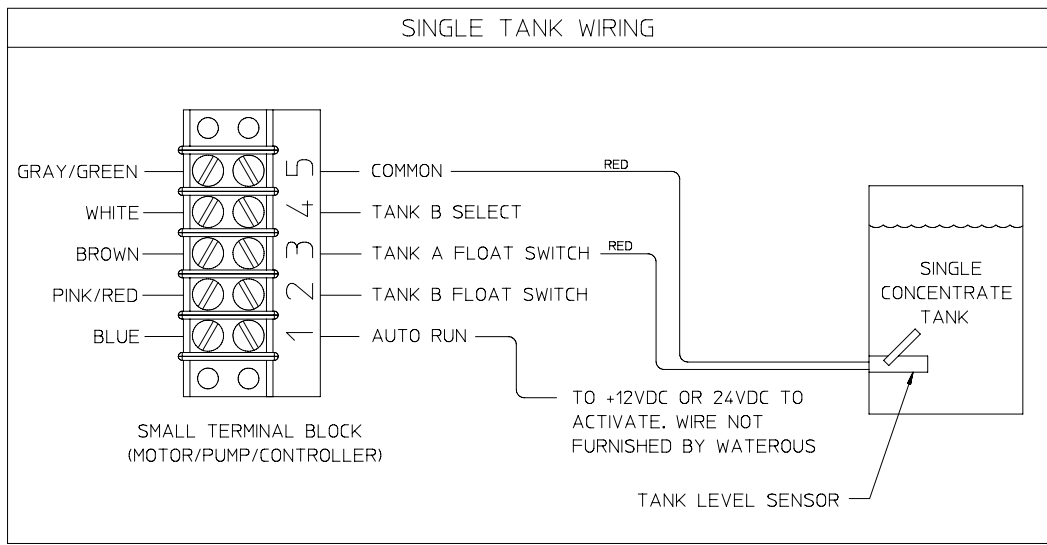 SINGLE TANK WIRING
GRAY/GREEN 5 COMMON RED
WHITE 4 TANK B SELECT
BROWN 3 TANK A FLOAT SWITCH RED
PINK/RED 2 TANK B FLOAT SWITCH
BLUE 1 AUTO RUN
SINGLE
CONCENTRATE
TANK
TO +12VDC OR 24VDC TO
ACTIVATE. WIRE NOT
FURNISHED BY WATEROUS
SMALL TERMINAL BLOCK
(MOTOR/PUMP/CONTROLLER)
TANK LEVEL SENSOR